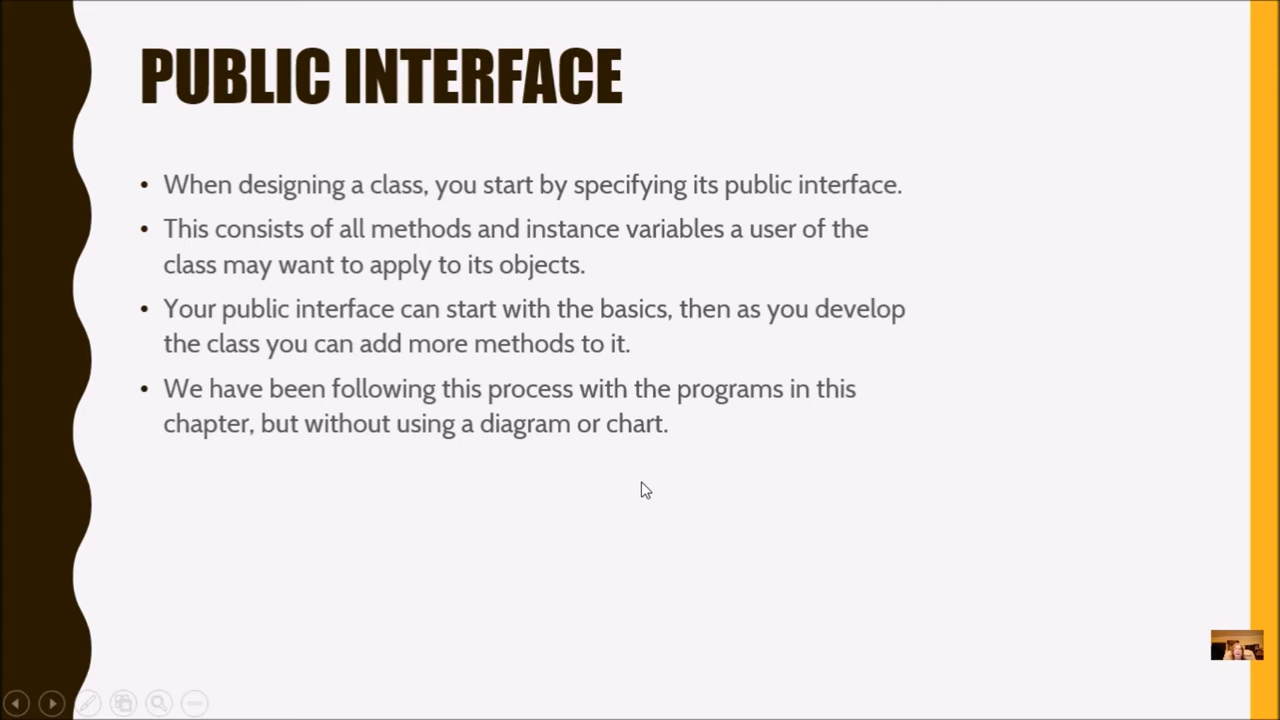 PUBLIC INTERFACE
• When designing a class, you start by specifying its public interface.
• This consists of all methods and instance variables a user of the
class may want to apply to its objects.
• Your public interface can start with the basics, then as you develop
the class you can add more methods to it.
• We have been following this process with the programs in this
chapter, but without using a diagram or chart.